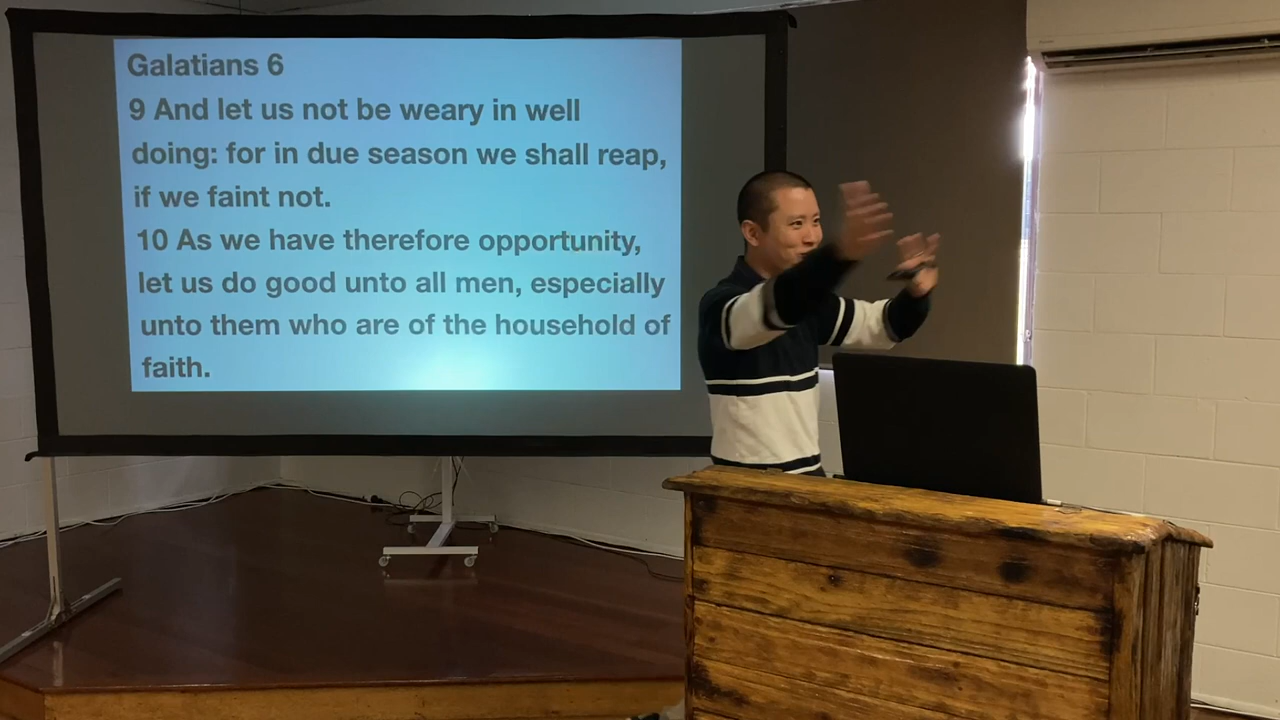 Galatians 6
9 And let us not be weary in well
doing: for in due season we shall reap,
if we faint not.
10 As we have therefore opportunity,
let us do good unto all men, especially
unto them who are of the household of
faith.